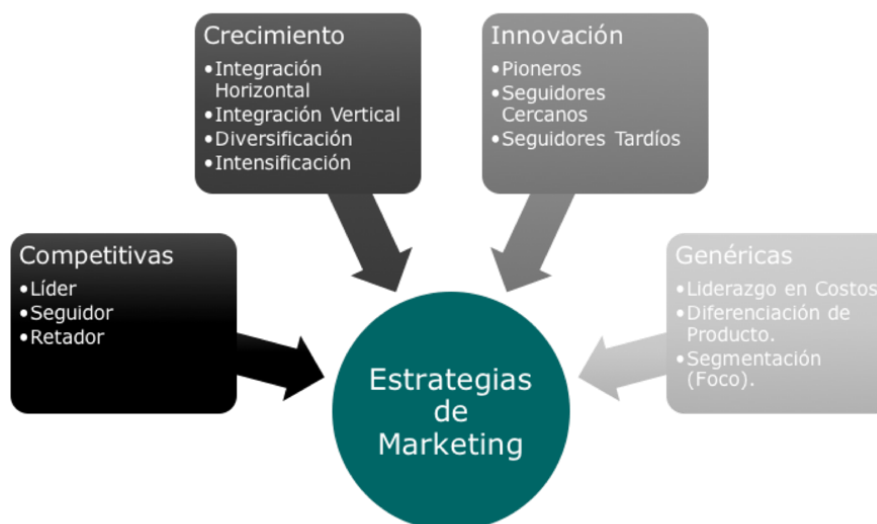 Crecimiento
•Integración
Horizontal
•Integración Vertical
•Diversificación
•Intensificación
Innovación
•Pioneros
•Seguidores
Cercanos
•Seguidores Tardíos
Competitivas
•Líder
•Seguidor
•Retador
Genéricas
•Liderazgo en Costos
•Diferenciación de
Producto.
•Segmentación
(Foco).
Estrategias
de
Marketing